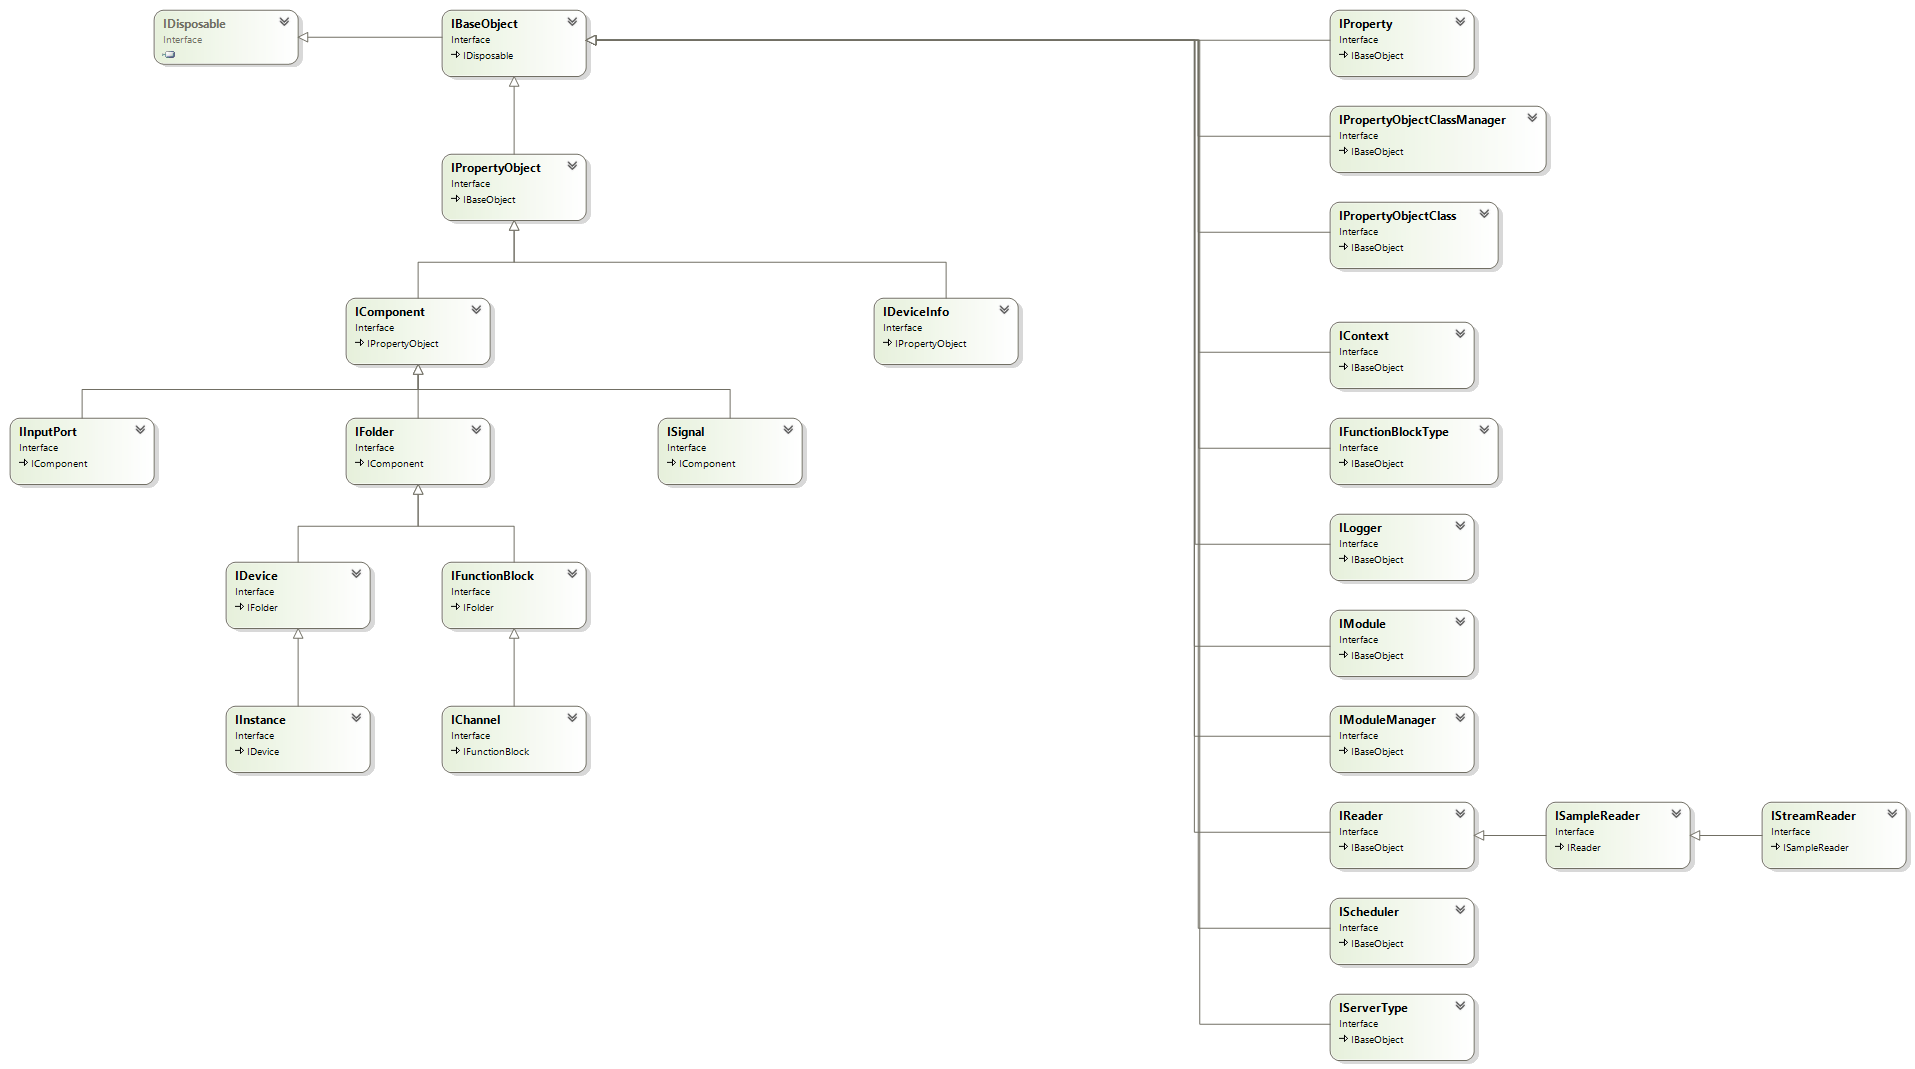 IDisposable
Interface
IBaseObject
Interface
IDisposable
IProperty
Interface
IBaseObject
IPropertyObjectClassManager
Interface
IBaseObject
IPropertyObject
Interface
IBaseObject
IPropertyObjectClass
Interface
IBaseObject
IComponent
Interface
IPropertyObject
IDeviceInfo
Interface
IPropertyObject
IContext
Interface
IBaseObject
IInputPort
Interface
IComponent
IFolder
Interface
IComponent
ISignal
Interface
IComponent
IFunctionBlockType
Interface
IBaseObject
ILogger
Interface
IBaseObject
IDevice
Interface
IFolder
IFunctionBlock
Interface
IFolder
IModule
Interface
IBaseObject
IInstance
Interface
IDevice
IChannel
Interface
IFunctionBlock
IModuleManager
Interface
IBaseObject
IReader
Interface
IBaseObject
ISampleReader
Interface
IReader
IStreamReader
Interface
ISampleReader
IScheduler
Interface
IBaseObject
IServerType
Interface
IBaseObject